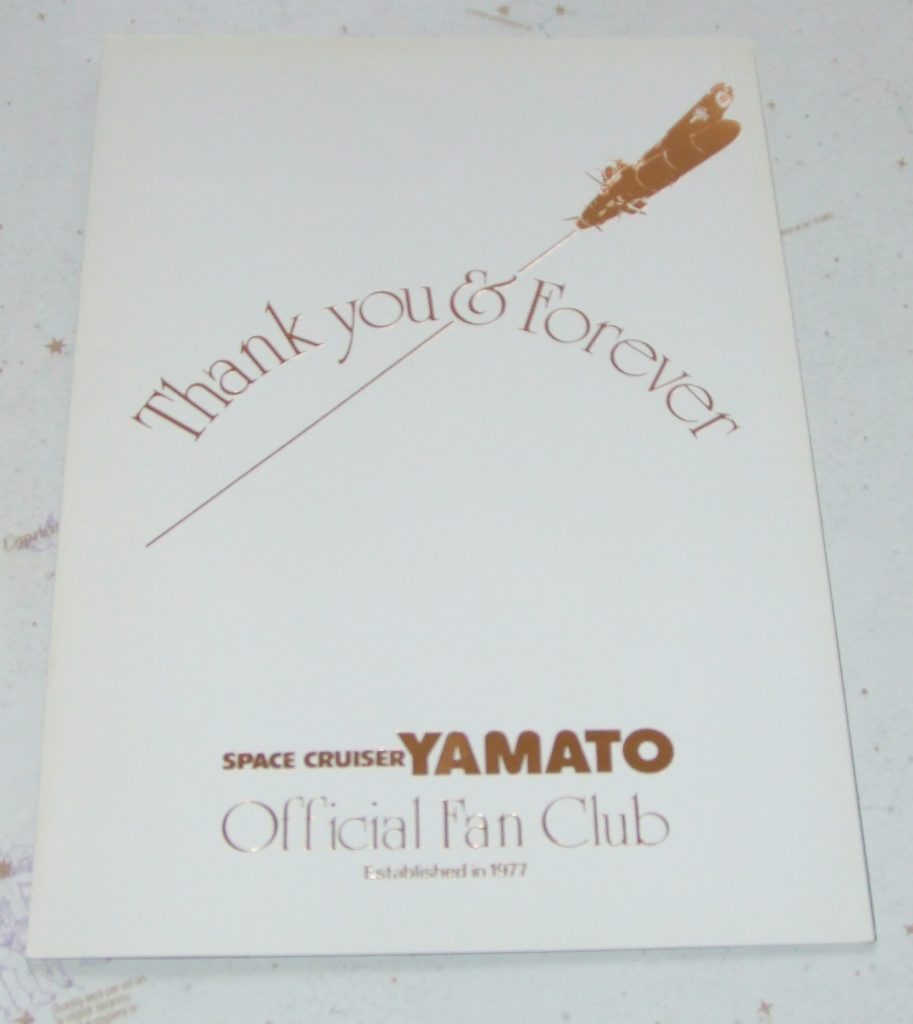 Thank you & Forever
SPACE CRUISER YAMATO
Official Fan Club
Established in 1977